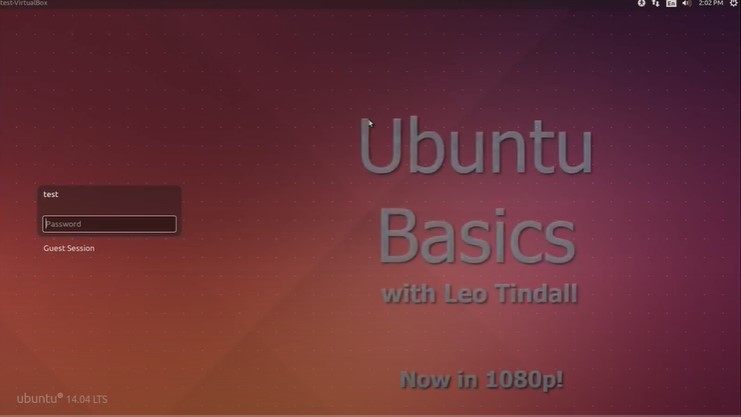 test-VirtualBox
En
2:02 PM
Ubuntu
Basics
with Leo Tindall
Now in 1080p!
test
Password
Guest Session
ubuntu® 14.04 LTS